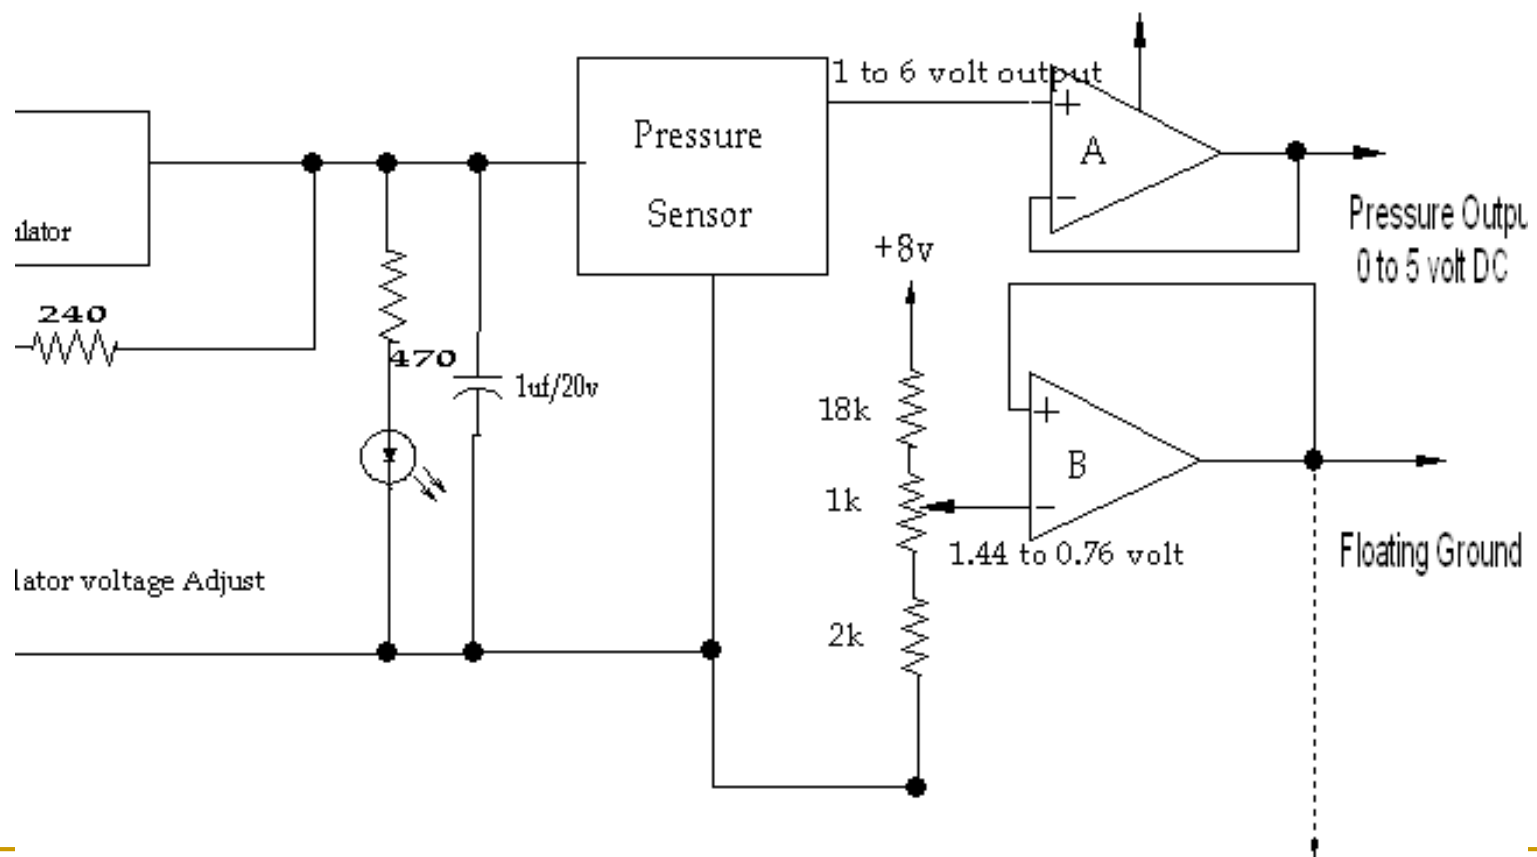 1 to 6 volt output
Pressure
Sensor
+
A
−
Pressure Outpu
0 to 5 volt DC
+8v
ulator
240
470
1uf/20v
18k
+
B
1k
−
1.44 to 0.76 volt
Floating Ground
lator voltage Adjust
2k